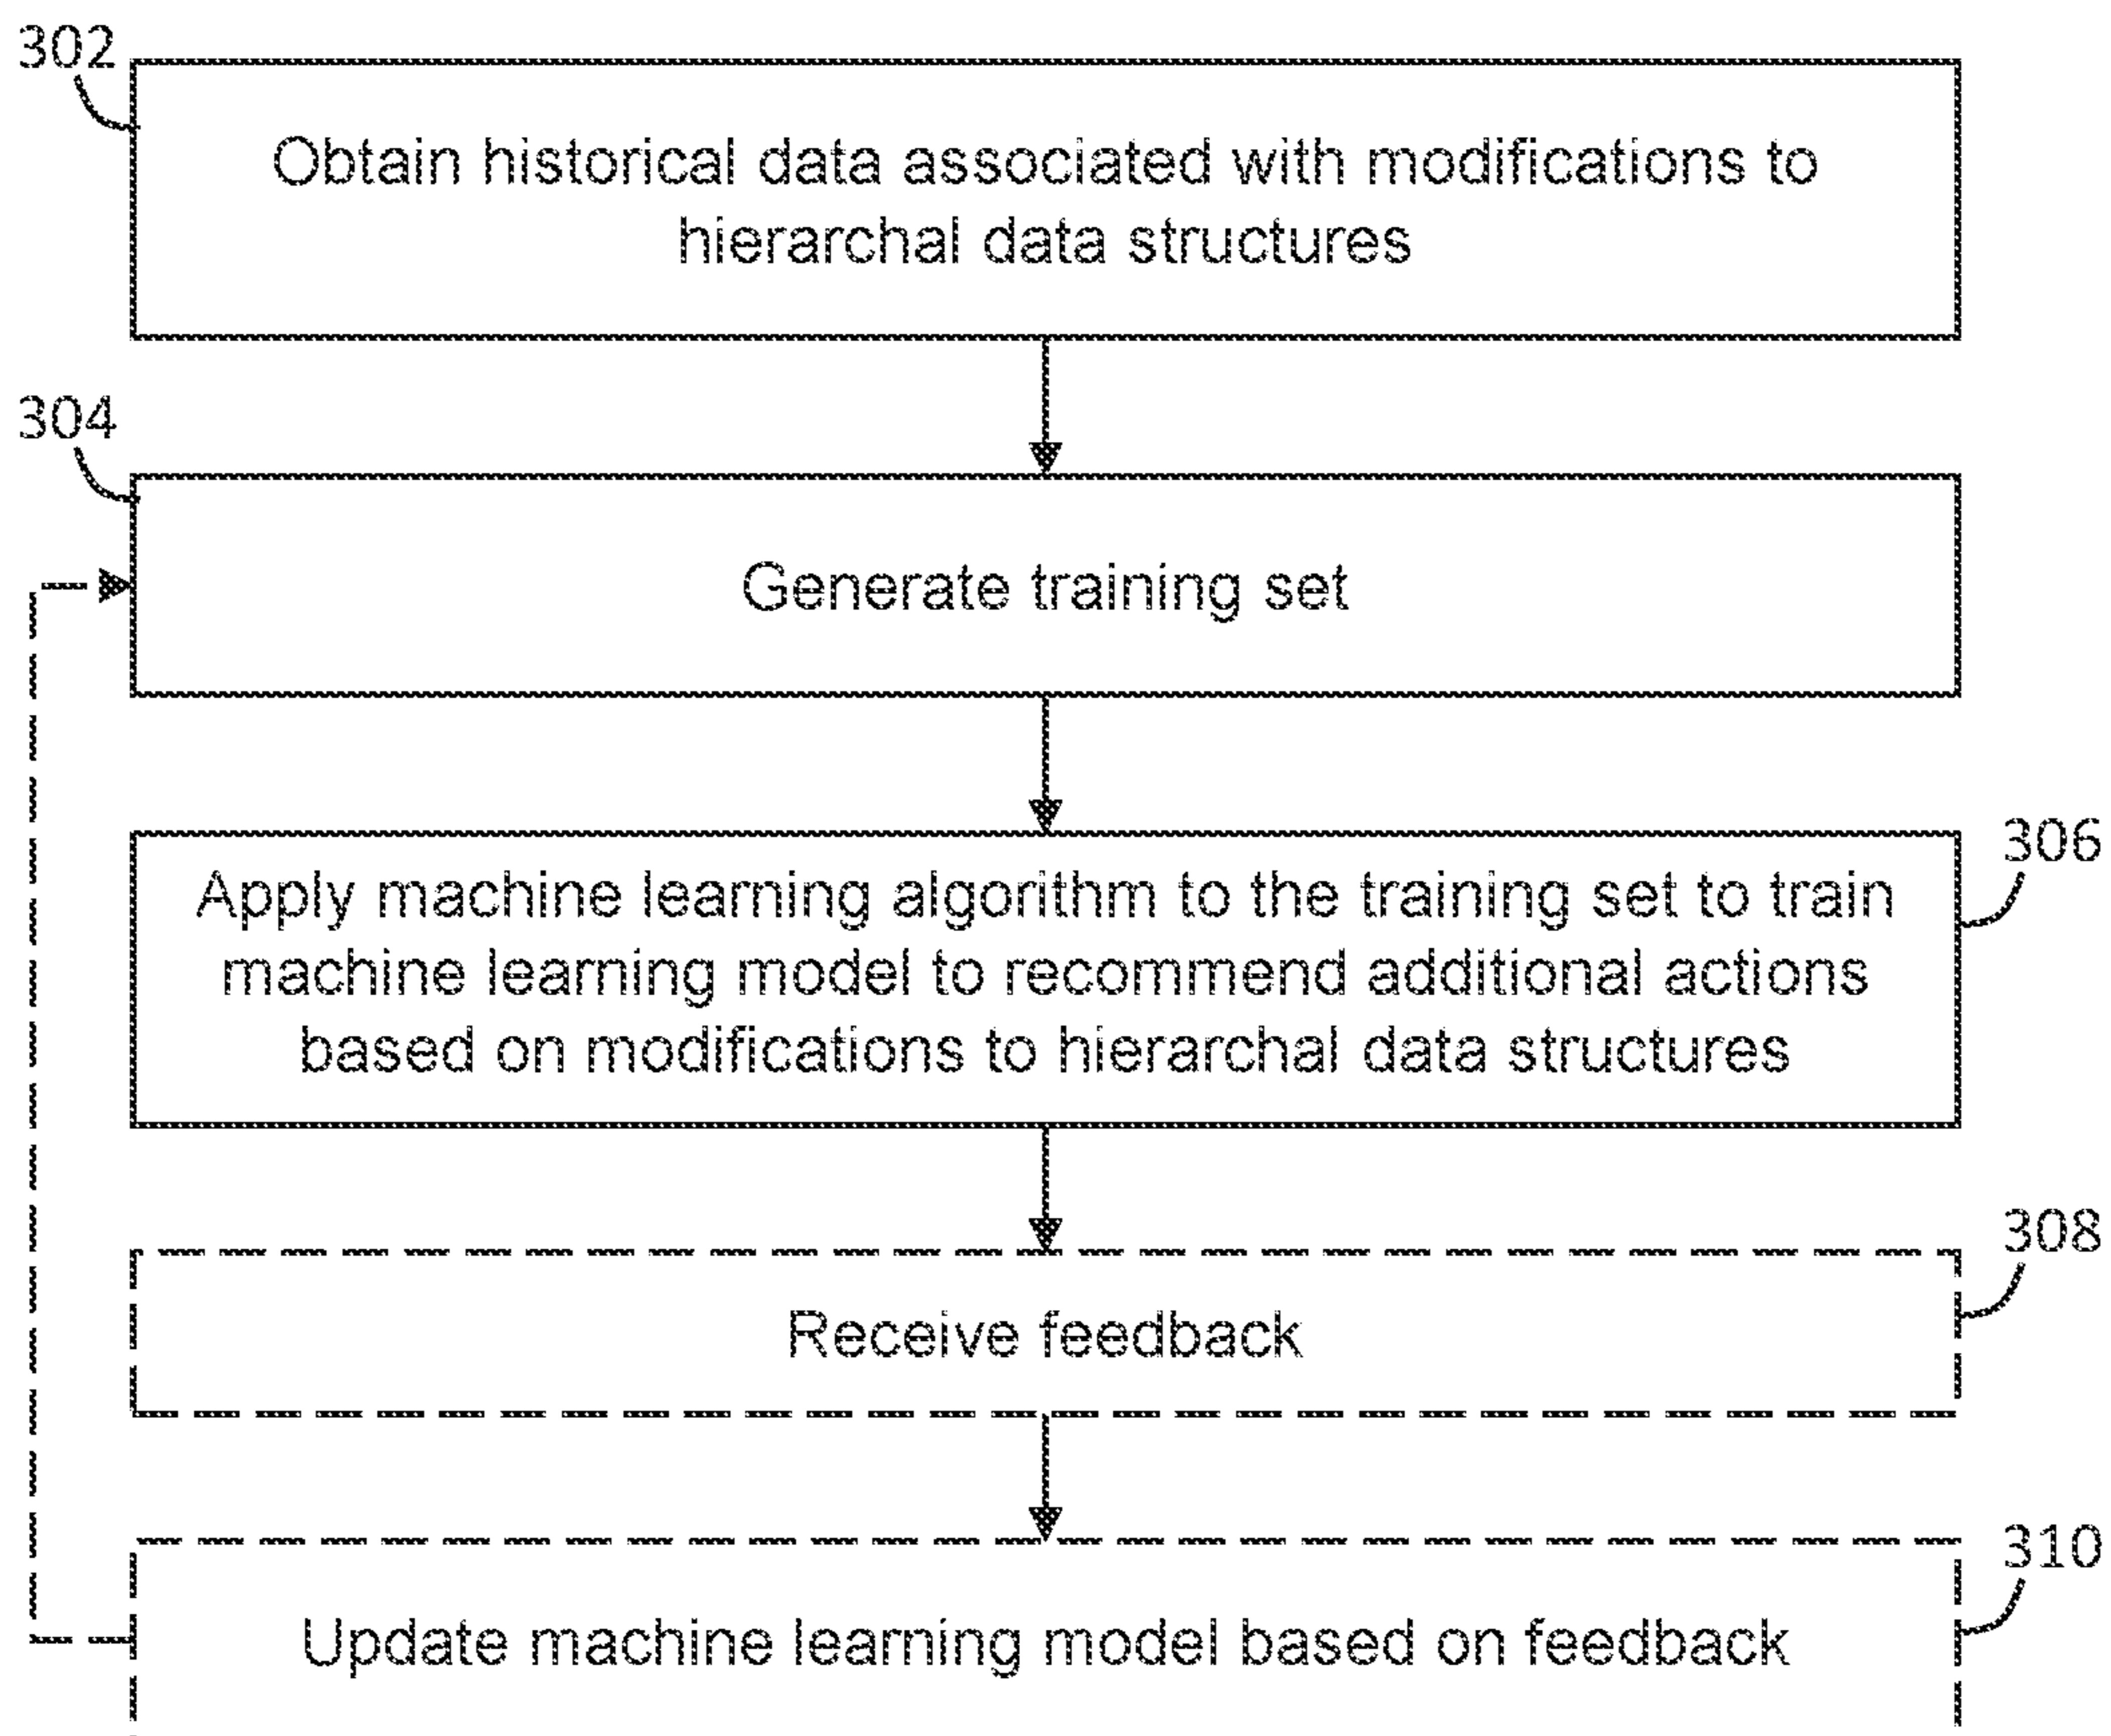 302
Obtain historical data associated with modifications to
hierarchal data structures
304
Generate training set
306
Apply machine learning algorithm to the training set to train
machine learning model to recommend additional actions
based on modifications to hierarchal data structures
308
Receive feedback
310
Update machine learning model based on feedback